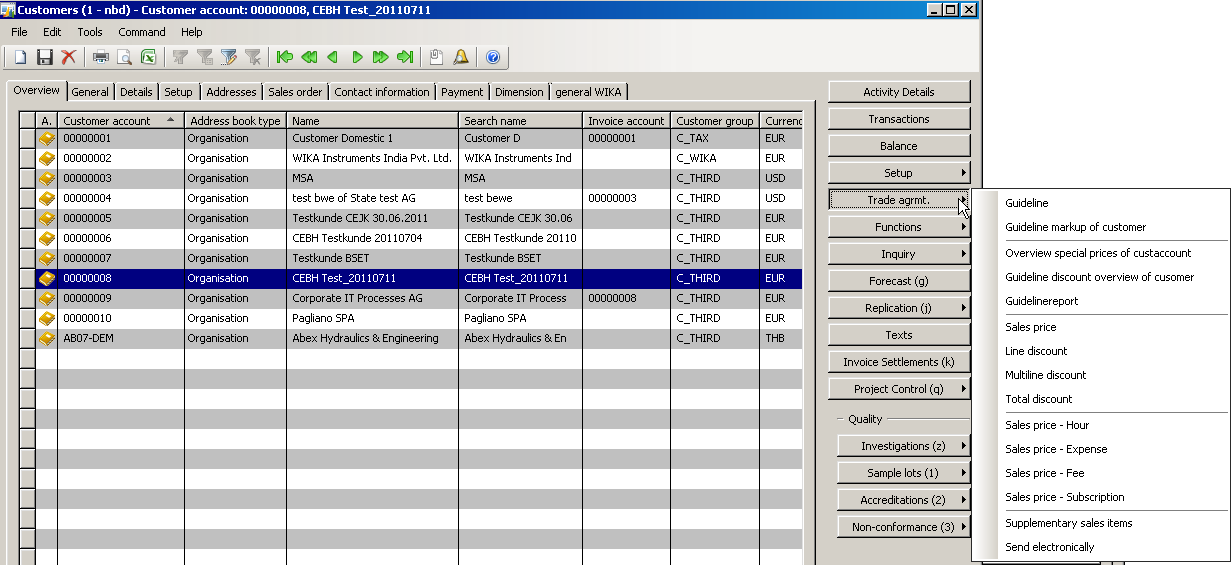 Customers (1 - nbd) - Customer account: 00000008, CEBH Test_20110711
File Edit Tools Command Help
Overview General Details Setup Addresses Sales order Contact information Payment Dimension general WIKA
A. Customer account Address book type Name Search name Invoice account Customer group Currenc
00000001 Organisation Customer Domestic 1 Customer D 00000001 C_TAX EUR
00000002 Organisation WIKA Instruments India Pvt. Ltd. WIKA Instruments Ind C_WIKA EUR
00000003 Organisation MSA MSA C_THIRD USD
00000004 Organisation test bwe of State test AG test bewe 00000003 C_THIRD USD
00000005 Organisation Testkunde CEJK 30.06.2011 Testkunde CEJK 30.06 C_THIRD EUR
00000006 Organisation CEBH Testkunde 20110704 CEBH Testkunde 20110 C_THIRD EUR
00000007 Organisation Testkunde BSET Testkunde BSET C_THIRD EUR
00000008 Organisation CEBH Test_20110711 CEBH Test_20110711 C_THIRD EUR
00000009 Organisation Corporate IT Processes AG Corporate IT Process 00000008 C_THIRD EUR
00000010 Organisation Pagliano SPA Pagliano SPA C_THIRD EUR
AB07-DEM Organisation Abex Hydraulics & Engineering Abex Hydraulics & En C_THIRD THB
Activity Details
Transactions
Balance
Setup
Trade agrmt.
Functions
Inquiry
Forecast (g)
Replication (j)
Texts
Invoice Settlements (k)
Project Control (q)
Quality
Investigations (z)
Sample lots (1)
Accreditations (2)
Non-conformance (3)
Guideline
Guideline markup of customer
Overview special prices of custaccount
Guideline discount overview of cusomer
Guidelinereport
Sales price
Line discount
Multiline discount
Total discount
Sales price - Hour
Sales price - Expense
Sales price - Fee
Sales price - Subscription
Supplementary sales items
Send electronically